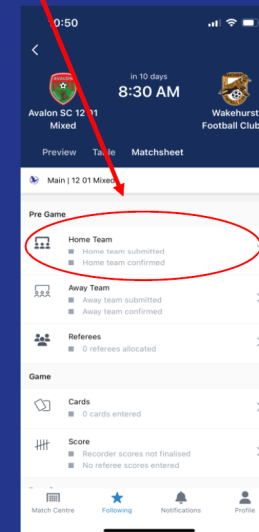 10:50
in 10 days
8:30 AM
Avalon SC 12 01
Mixed
Wakehurst
Football Club
Preview Table Matchsheet
Main | 12 01 Mixed
Pre Game
Home Team
Home team submitted
Home team confirmed
Away Team
Away team submitted
Away team confirmed
Referees
0 referees allocated
Game
Cards
0 cards entered
Score
Recorder scores not finalised
No referee scores entered
Match Centre Following Notifications Profile